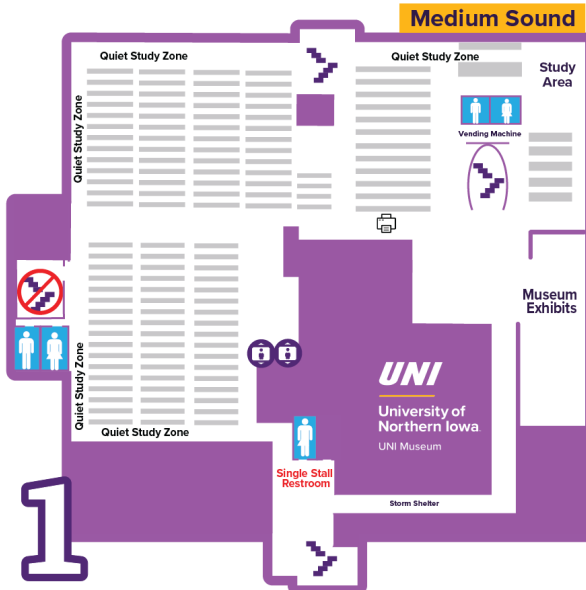 Medium Sound
Quiet Study Zone
Quiet Study Zone
Study
Area
Quiet Study Zone
Vending Machine
Museum
Exhibits
Quiet Study Zone
UNI
University of
Northern Iowa
UNI Museum
Quiet Study Zone
Single Stall
Restroom
Storm Shelter
1